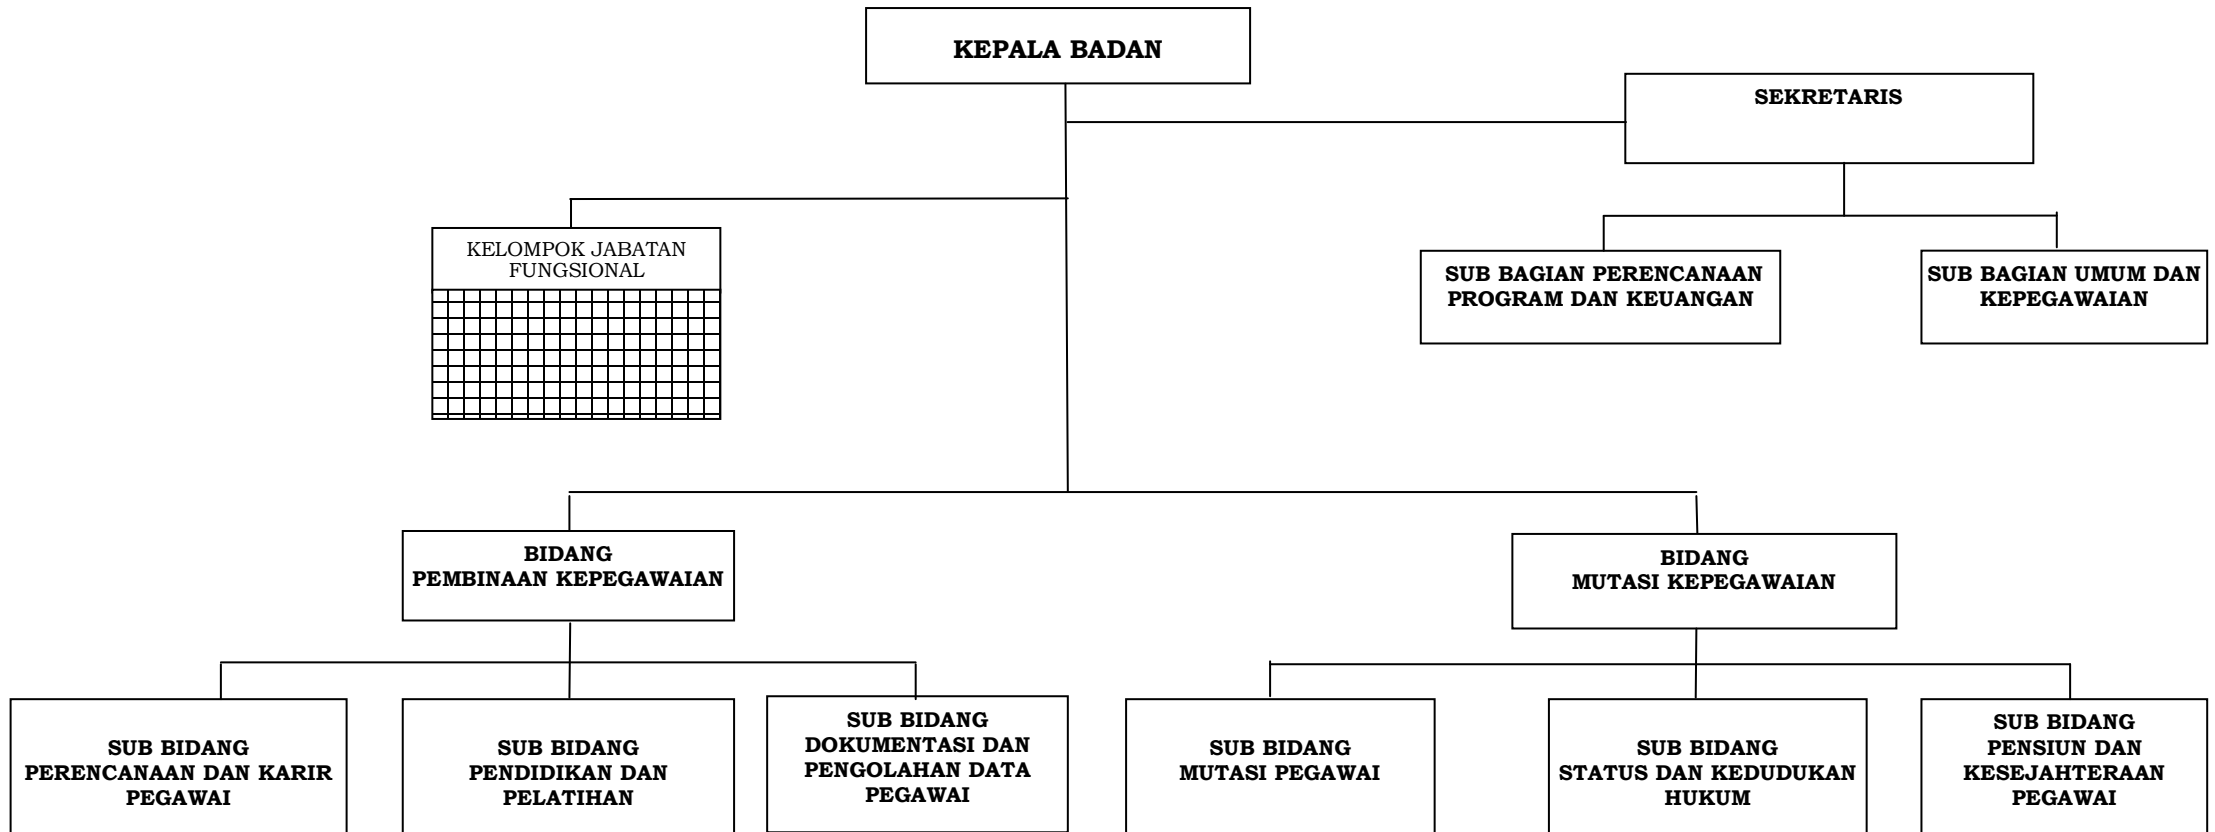 KEPALA BADAN
SEKRETARIS
KELOMPOK JABATAN
FUNGSIONAL
SUB BAGIAN PERENCANAAN
PROGRAM DAN KEUANGAN
SUB BAGIAN UMUM DAN
KEPEGAWAIAN
BIDANG
PEMBINAAN KEPEGAWAIAN
BIDANG
MUTASI KEPEGAWAIAN
SUB BIDANG
PERENCANAAN DAN KARIR
PEGAWAI
SUB BIDANG
PENDIDIKAN DAN
PELATIHAN
SUB BIDANG
DOKUMENTASI DAN
PENGOLAHAN DATA
PEGAWAI
SUB BIDANG
MUTASI PEGAWAI
SUB BIDANG
STATUS DAN KEDUDUKAN
HUKUM
SUB BIDANG
PENSIUN DAN
KESEJAHTERAAN
PEGAWAI